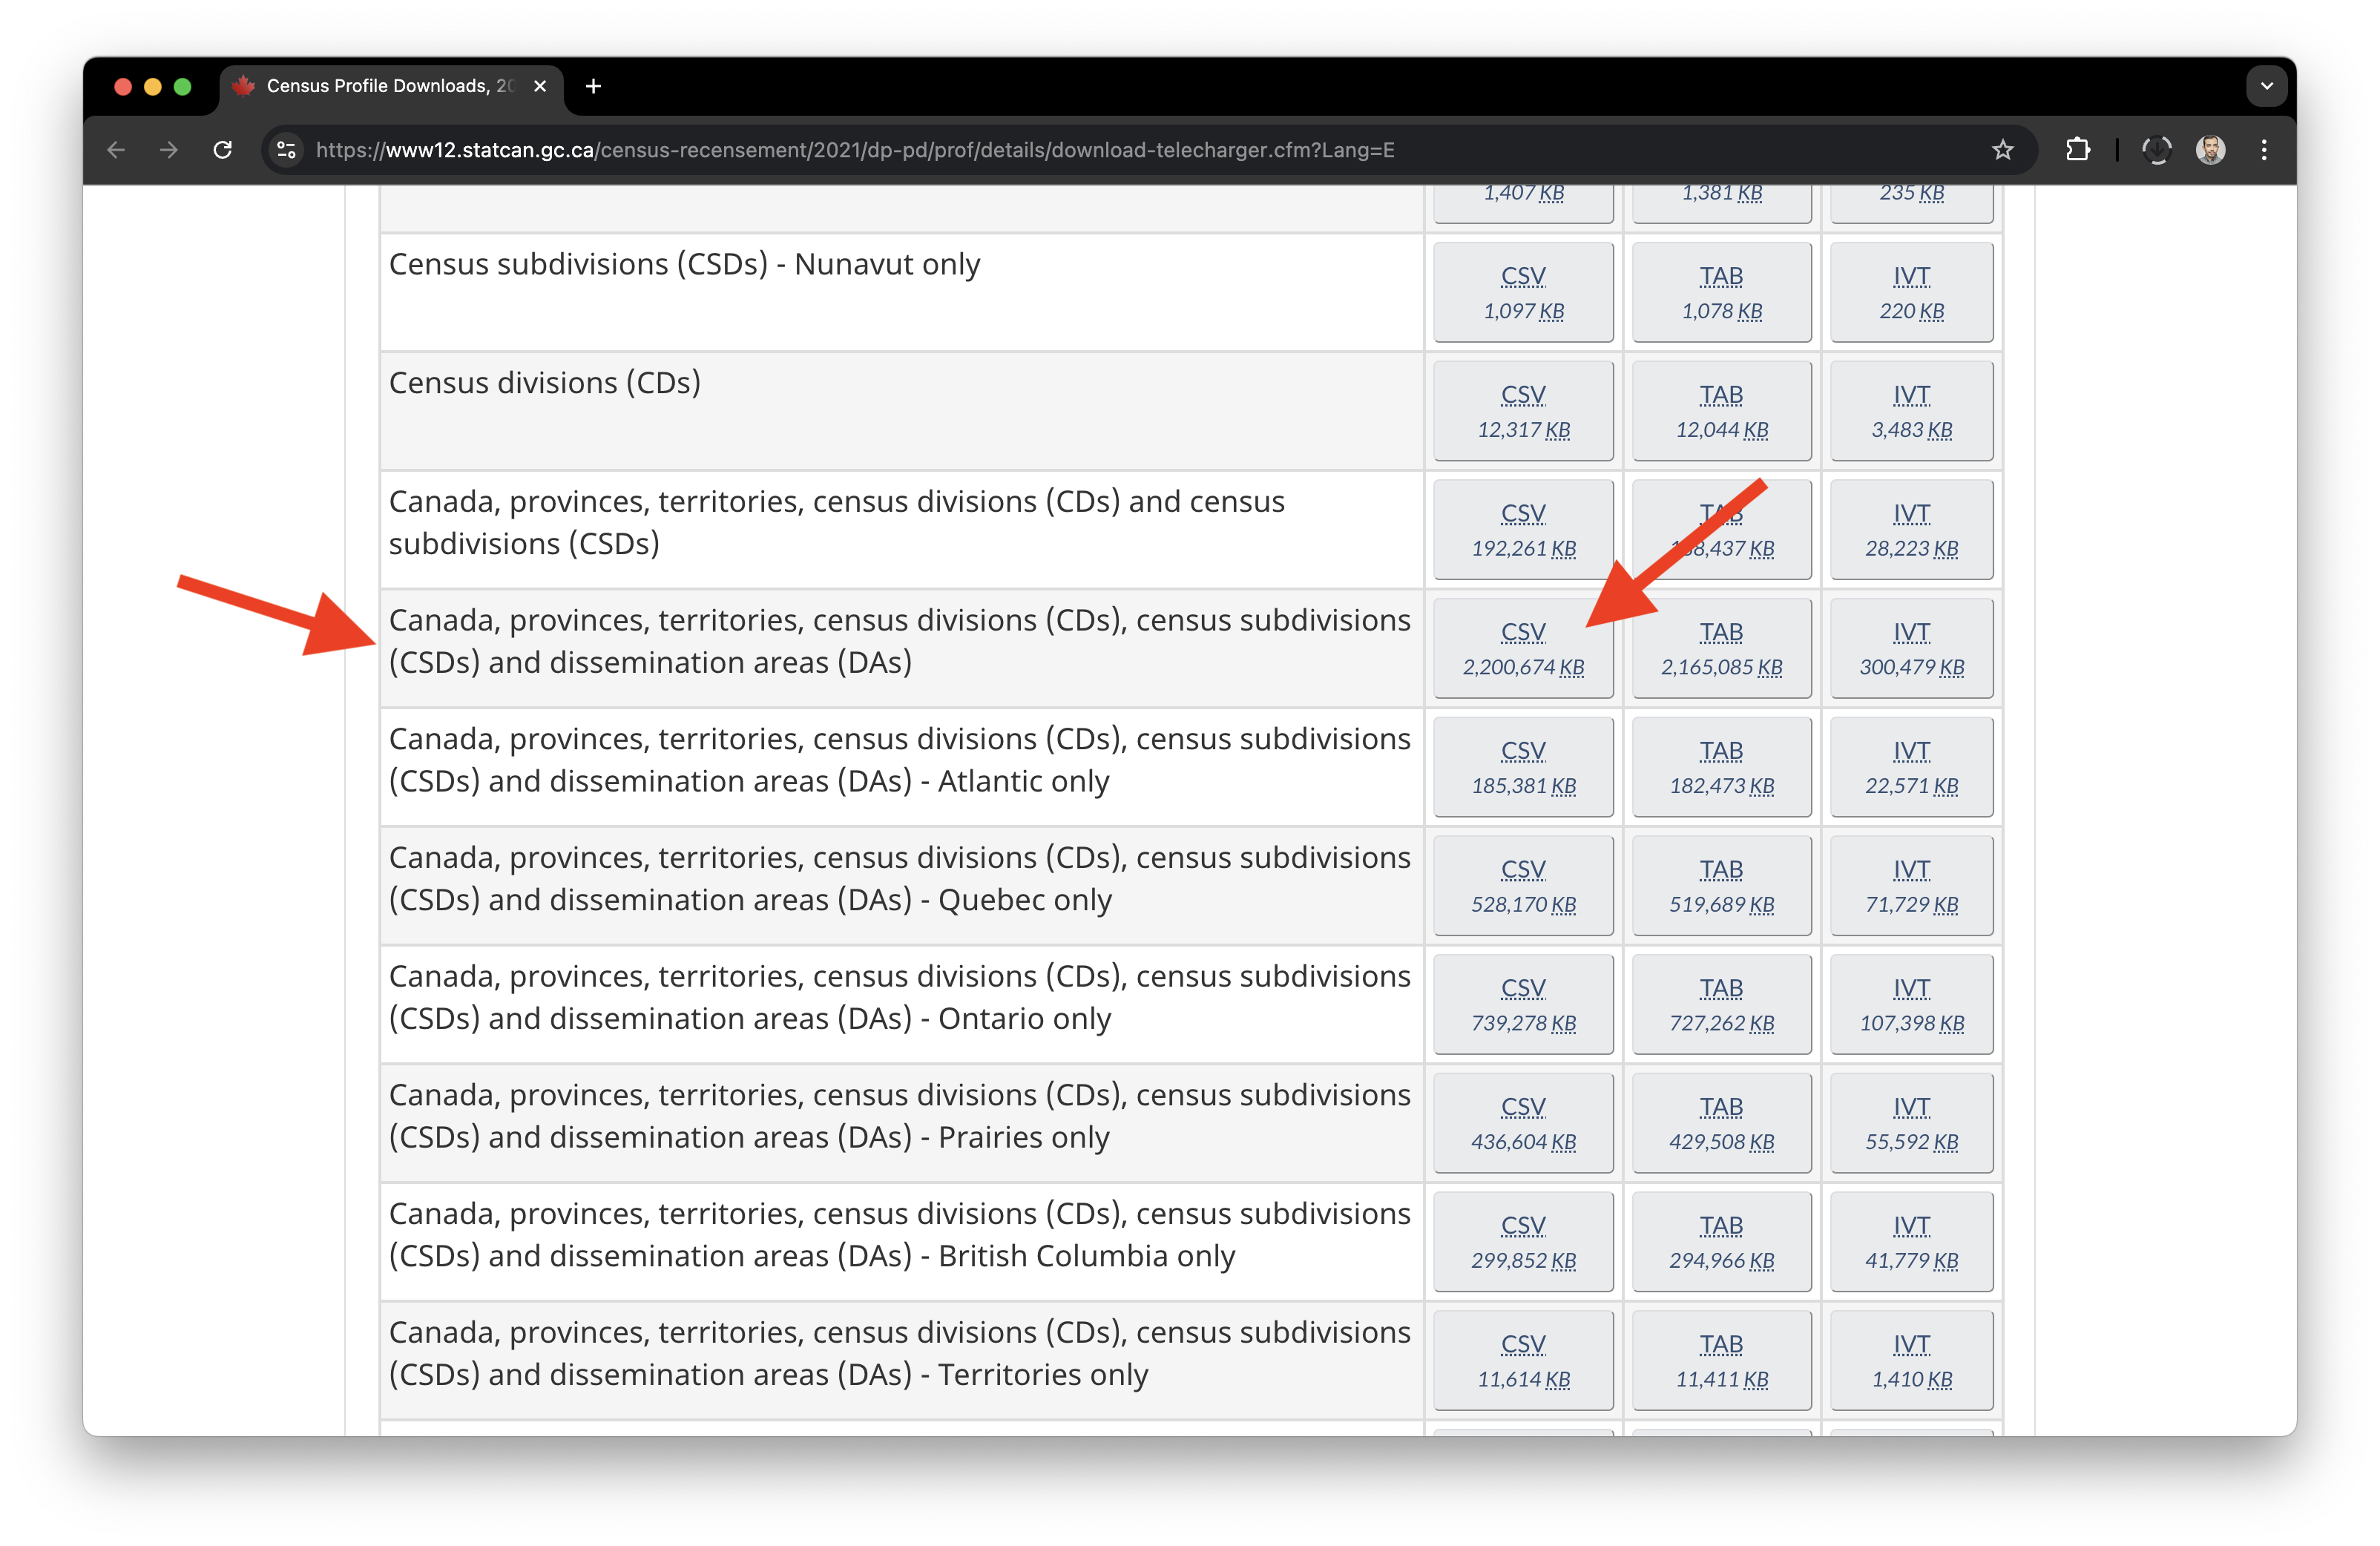 Census Profile Downloads, 20
https://www12.statcan.gc.ca/census-recensement/2021/dp-pd/prof/details/download-telecharger.cfm?Lang=E
1,407 KB 1,381 KB 235 KB
Census subdivisions (CSDs) - Nunavut only
CSV TAB IVT
1,097 KB 1,078 KB 220 KB
Census divisions (CDs)
CSV TAB IVT
12,317 KB 12,044 KB 3,483 KB
Canada, provinces, territories, census divisions (CDs) and census
subdivisions (CSDs)
CSV TAB IVT
192,261 KB KB 28,223 KB
Canada, provinces, territories, census divisions (CDs), census subdivisions
(CSDs) and dissemination areas (DAs)
CSV TAB IVT
2,200,674 KB 2,165,085 KB 300,479 KB
Canada, provinces, territories, census divisions (CDs), census subdivisions
(CSDs) and dissemination areas (DAs) - Atlantic only
CSV TAB IVT
185,381 KB 182,473 KB 22,571 KB
Canada, provinces, territories, census divisions (CDs), census subdivisions
(CSDs) and dissemination areas (DAs) - Quebec only
CSV TAB IVT
528,170 KB 519,689 KB 71,729 KB
Canada, provinces, territories, census divisions (CDs), census subdivisions
(CSDs) and dissemination areas (DAs) - Ontario only
CSV TAB IVT
739,278 KB 727,262 KB 107,398 KB
Canada, provinces, territories, census divisions (CDs), census subdivisions
(CSDs) and dissemination areas (DAs) - Prairies only
CSV TAB IVT
436,604 KB 429,508 KB 55,592 KB
Canada, provinces, territories, census divisions (CDs), census subdivisions
(CSDs) and dissemination areas (DAs) - British Columbia only
CSV TAB IVT
299,852 KB 294,966 KB 41,779 KB
Canada, provinces, territories, census divisions (CDs), census subdivisions
(CSDs) and dissemination areas (DAs) - Territories only
CSV TAB IVT
11,614 KB 11,411 KB 1,410 KB